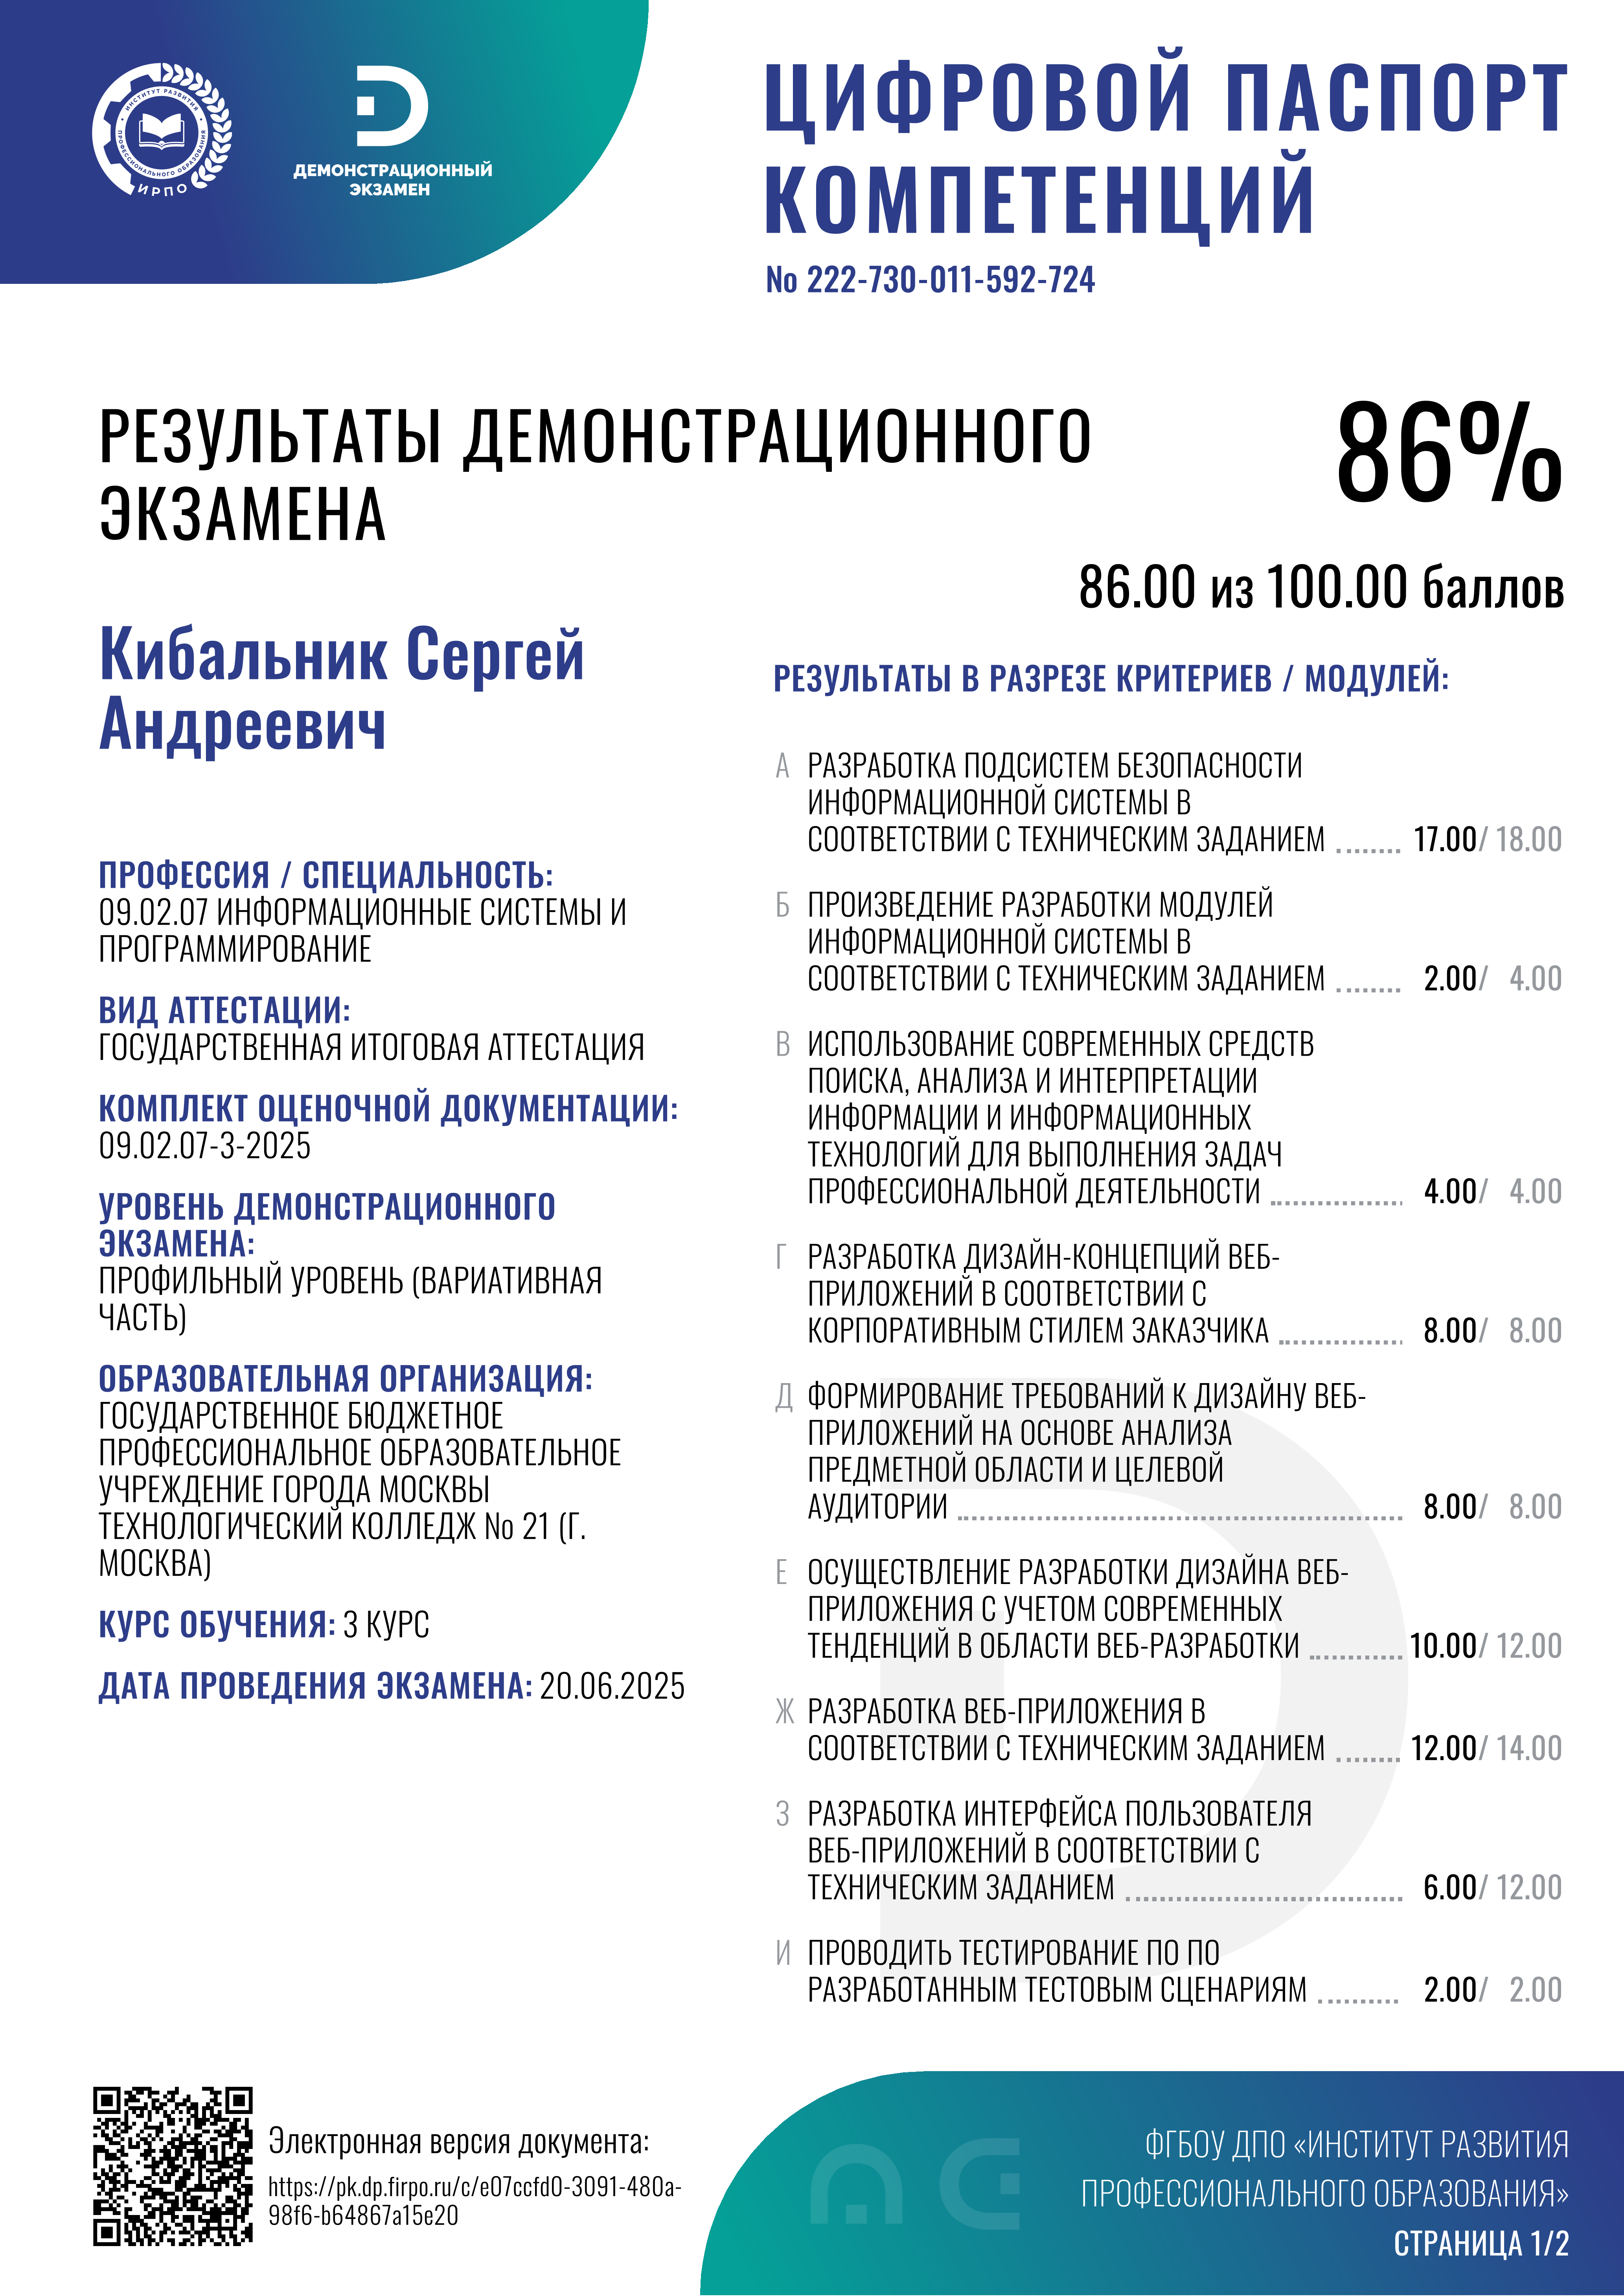 ИНСТИТУТ РАЗВИТИЯ
ПРОФЕССИОНАЛЬНОГО ОБРАЗОВАНИЯ
ИРПО
ДЕМОНСТРАЦИОННЫЙ
ЭКЗАМЕН
ЦИФРОВОЙ ПАСПОРТ
КОМПЕТЕНЦИЙ
№ 222-730-011-592-724
РЕЗУЛЬТАТЫ ДЕМОНСТРАЦИОННОГО
ЭКЗАМЕНА
86%
86.00 из 100.00 баллов
Кибальник Сергей
Андреевич
ПРОФЕССИЯ / СПЕЦИАЛЬНОСТЬ:
09.02.07 ИНФОРМАЦИОННЫЕ СИСТЕМЫ И
ПРОГРАММИРОВАНИЕ
ВИД АТТЕСТАЦИИ:
ГОСУДАРСТВЕННАЯ ИТОГОВАЯ АТТЕСТАЦИЯ
КОМПЛЕКТ ОЦЕНОЧНОЙ ДОКУМЕНТАЦИИ:
09.02.07-3-2025
УРОВЕНЬ ДЕМОНСТРАЦИОННОГО
ЭКЗАМЕНА:
ПРОФИЛЬНЫЙ УРОВЕНЬ (ВАРИАТИВНАЯ
ЧАСТЬ)
ОБРАЗОВАТЕЛЬНАЯ ОРГАНИЗАЦИЯ:
ГОСУДАРСТВЕННОЕ БЮДЖЕТНОЕ
ПРОФЕССИОНАЛЬНОЕ ОБРАЗОВАТЕЛЬНОЕ
УЧРЕЖДЕНИЕ ГОРОДА МОСКВЫ
ТЕХНОЛОГИЧЕСКИЙ КОЛЛЕДЖ № 21 (Г.
МОСКВА)
КУРС ОБУЧЕНИЯ: 3 КУРС
ДАТА ПРОВЕДЕНИЯ ЭКЗАМЕНА: 20.06.2025
РЕЗУЛЬТАТЫ В РАЗРЕЗЕ КРИТЕРИЕВ / МОДУЛЕЙ:
А РАЗРАБОТКА ПОДСИСТЕМ БЕЗОПАСНОСТИ
ИНФОРМАЦИОННОЙ СИСТЕМЫ В
СООТВЕТСТВИИ С ТЕХНИЧЕСКИМ ЗАДАНИЕМ ........ 17.00/ 18.00
Б ПРОИЗВЕДЕНИЕ РАЗРАБОТКИ МОДУЛЕЙ
ИНФОРМАЦИОННОЙ СИСТЕМЫ В
СООТВЕТСТВИИ С ТЕХНИЧЕСКИМ ЗАДАНИЕМ ........ 2.00/ 4.00
В ИСПОЛЬЗОВАНИЕ СОВРЕМЕННЫХ СРЕДСТВ
ПОИСКА, АНАЛИЗА И ИНТЕРПРЕТАЦИИ
ИНФОРМАЦИИ И ИНФОРМАЦИОННЫХ
ТЕХНОЛОГИЙ ДЛЯ ВЫПОЛНЕНИЯ ЗАДАЧ
ПРОФЕССИОНАЛЬНОЙ ДЕЯТЕЛЬНОСТИ ........ 4.00/ 4.00
Г РАЗРАБОТКА ДИЗАЙН-КОНЦЕПЦИЙ ВЕБ-
ПРИЛОЖЕНИЙ В СООТВЕТСТВИИ С
КОРПОРАТИВНЫМ СТИЛЕМ ЗАКАЗЧИКА ........ 8.00/ 8.00
Д ФОРМИРОВАНИЕ ТРЕБОВАНИЙ К ДИЗАЙНУ ВЕБ-
ПРИЛОЖЕНИЙ НА ОСНОВЕ АНАЛИЗА
ПРЕДМЕТНОЙ ОБЛАСТИ И ЦЕЛЕВОЙ
АУДИТОРИИ ........ 8.00/ 8.00
Е ОСУЩЕСТВЛЕНИЕ РАЗРАБОТКИ ДИЗАЙНА ВЕБ-
ПРИЛОЖЕНИЯ С УЧЕТОМ СОВРЕМЕННЫХ
ТЕНДЕНЦИЙ В ОБЛАСТИ ВЕБ-РАЗРАБОТКИ ........ 10.00/ 12.00
Ж РАЗРАБОТКА ВЕБ-ПРИЛОЖЕНИЯ В
СООТВЕТСТВИИ С ТЕХНИЧЕСКИМ ЗАДАНИЕМ ........ 12.00/ 14.00
З РАЗРАБОТКА ИНТЕРФЕЙСА ПОЛЬЗОВАТЕЛЯ
ВЕБ-ПРИЛОЖЕНИЙ В СООТВЕТСТВИИ С
ТЕХНИЧЕСКИМ ЗАДАНИЕМ ........ 6.00/ 12.00
И ПРОВОДИТЬ ТЕСТИРОВАНИЕ ПО ПО
РАЗРАБОТАННЫМ ТЕСТОВЫМ СЦЕНАРИЯМ ........ 2.00/ 2.00
Электронная версия документа:
https://pk.dp.firpo.ru/c/e07ccfd0-3091-480a-
98f6-b64867a15e20
ФГБОУ ДПО «ИНСТИТУТ РАЗВИТИЯ
ПРОФЕССИОНАЛЬНОГО ОБРАЗОВАНИЯ»
СТРАНИЦА 1/2